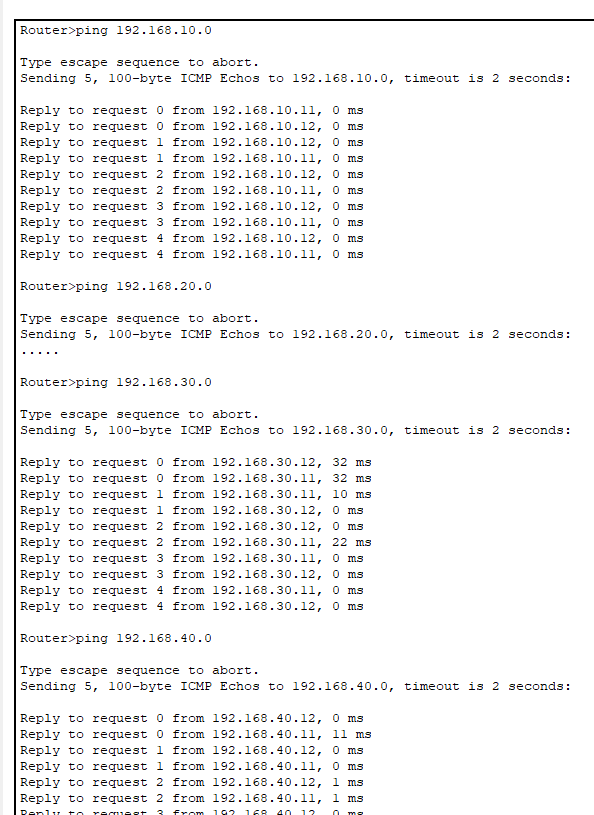 Router>ping 192.168.10.0
Type escape sequence to abort.
Sending 5, 100-byte ICMP Echos to 192.168.10.0, timeout is 2 seconds:
Reply to request 0 from 192.168.10.11, 0 ms
Reply to request 0 from 192.168.10.12, 0 ms
Reply to request 1 from 192.168.10.12, 0 ms
Reply to request 1 from 192.168.10.11, 0 ms
Reply to request 2 from 192.168.10.12, 0 ms
Reply to request 2 from 192.168.10.11, 0 ms
Reply to request 3 from 192.168.10.12, 0 ms
Reply to request 3 from 192.168.10.11, 0 ms
Reply to request 4 from 192.168.10.12, 0 ms
Reply to request 4 from 192.168.10.11, 0 ms
Router>ping 192.168.20.0
Type escape sequence to abort.
Sending 5, 100-byte ICMP Echos to 192.168.20.0, timeout is 2 seconds:
.....
Router>ping 192.168.30.0
Type escape sequence to abort.
Sending 5, 100-byte ICMP Echos to 192.168.30.0, timeout is 2 seconds:
Reply to request 0 from 192.168.30.12, 32 ms
Reply to request 0 from 192.168.30.11, 32 ms
Reply to request 1 from 192.168.30.11, 10 ms
Reply to request 1 from 192.168.30.12, 0 ms
Reply to request 2 from 192.168.30.12, 0 ms
Reply to request 2 from 192.168.30.11, 22 ms
Reply to request 3 from 192.168.30.11, 0 ms
Reply to request 3 from 192.168.30.12, 0 ms
Reply to request 4 from 192.168.30.11, 0 ms
Reply to request 4 from 192.168.30.12, 0 ms
Router>ping 192.168.40.0
Type escape sequence to abort.
Sending 5, 100-byte ICMP Echos to 192.168.40.0, timeout is 2 seconds:
Reply to request 0 from 192.168.40.12, 0 ms
Reply to request 0 from 192.168.40.11, 11 ms
Reply to request 1 from 192.168.40.12, 0 ms
Reply to request 1 from 192.168.40.11, 0 ms
Reply to request 2 from 192.168.40.12, 1 ms
Reply to request 2 from 192.168.40.11, 1 ms
Reply to request 3 from 192.168.40.12, 0 ms